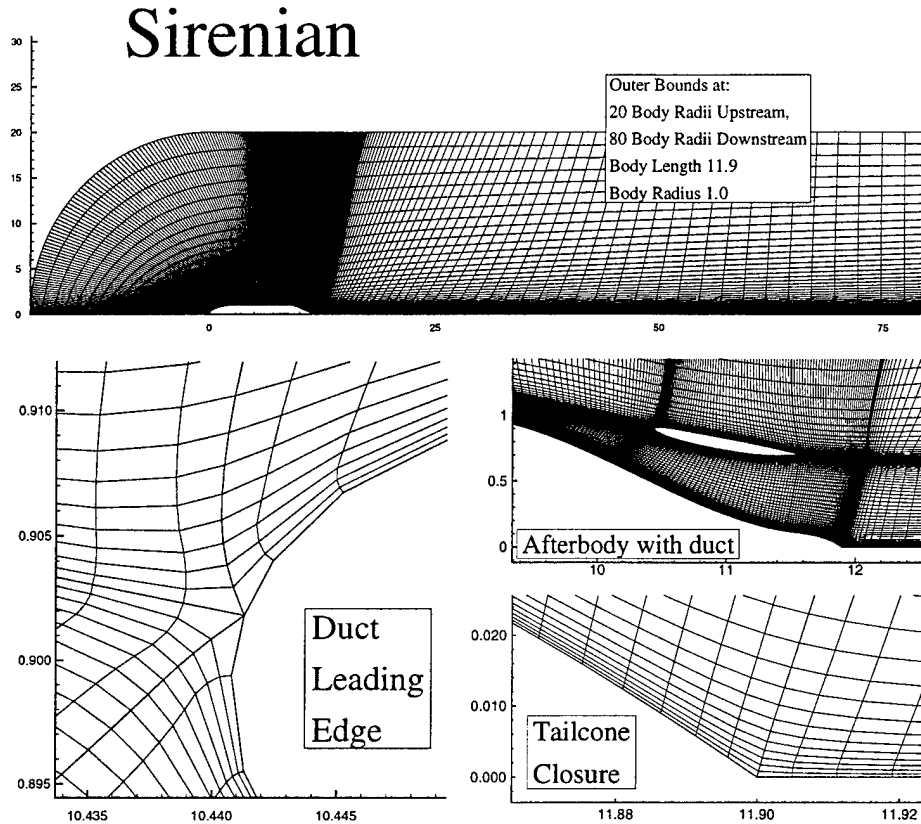 Sirenian
30
25
20
15
10
5
0
Outer Bounds at:
20 Body Radii Upstream,
80 Body Radii Downstream
Body Length 11.9
Body Radius 1.0
0
25
50
75
0.910
0.905
0.900
0.895
Duct
Leading
Edge
10.435
10.440
10.445
1
0.5
0
Afterbody with duct
10
11
12
0.020
0.010
0.000
Tailcone
Closure
11.88
11.90
11.92